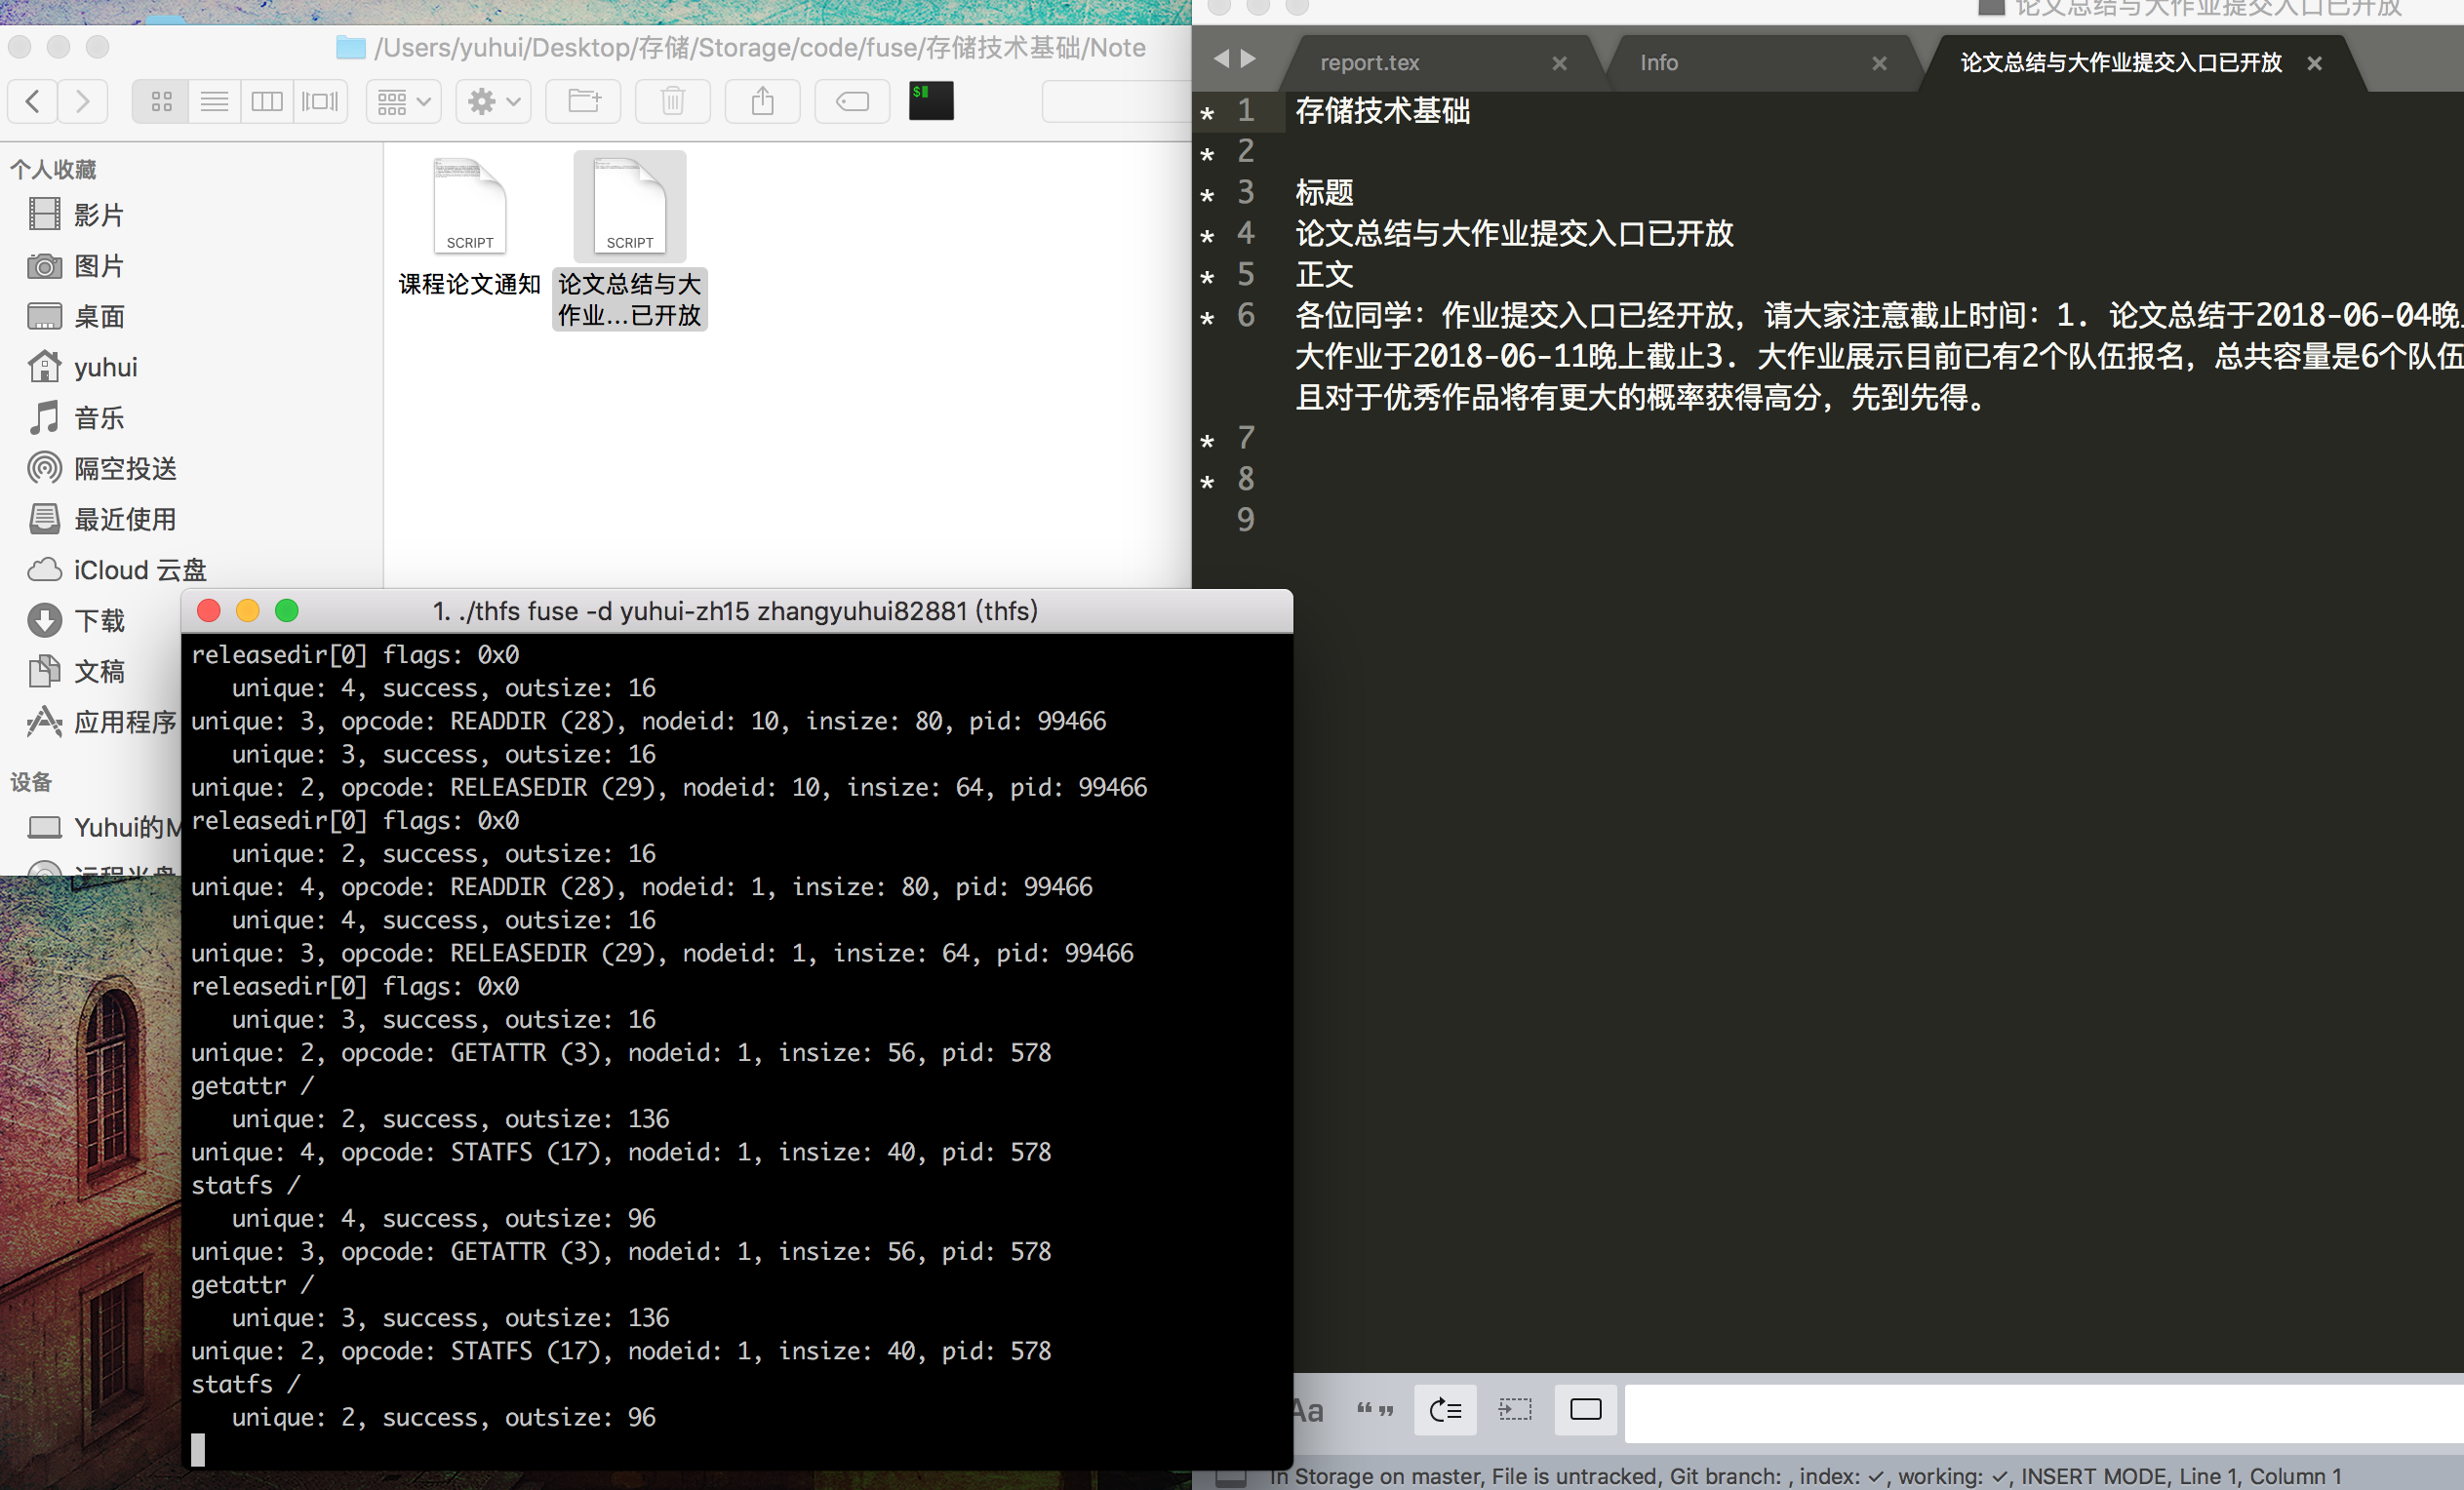 /Users/yuhui/Desktop/存储/Storage/code/fuse/存储技术基础/Note
个人收藏
影片
图片
桌面
yuhui
音乐
隔空投送
最近使用
iCloud 云盘
下载
文稿
应用程序
设备
Yuhui的M
远程光盘
$
SCRIPT
课程论文通知
SCRIPT
论文总结与大
作业...已开放
论文总结与大作业提交入口已开放
report.tex
Info
论文总结与大作业提交入口已开放
* 1 存储技术基础
* 2
* 3 标题
* 4 论文总结与大作业提交入口已开放
* 5 正文
* 6 各位同学：作业提交入口已经开放，请大家注意截止时间：1. 论文总结于2018-06-04晚
大作业于2018-06-11晚上截止3. 大作业展示目前已有2个队伍报名，总共容量是6个队伍
且对于优秀作品将有更大的概率获得高分，先到先得。
* 7
* 8
9
1. ./thfs fuse -d yuhui-zh15 zhangyuhui82881 (thfs)
releasedir[0] flags: 0x0
unique: 4, success, outsize: 16
unique: 3, opcode: READDIR (28), nodeid: 10, insize: 80, pid: 99466
unique: 3, success, outsize: 16
unique: 2, opcode: RELEASEDIR (29), nodeid: 10, insize: 64, pid: 99466
releasedir[0] flags: 0x0
unique: 2, success, outsize: 16
unique: 4, opcode: READDIR (28), nodeid: 1, insize: 80, pid: 99466
unique: 4, success, outsize: 16
unique: 3, opcode: RELEASEDIR (29), nodeid: 1, insize: 64, pid: 99466
releasedir[0] flags: 0x0
unique: 3, success, outsize: 16
unique: 2, opcode: GETATTR (3), nodeid: 1, insize: 56, pid: 578
getattr /
unique: 2, success, outsize: 136
unique: 4, opcode: STATFS (17), nodeid: 1, insize: 40, pid: 578
statfs /
unique: 4, success, outsize: 96
unique: 3, opcode: GETATTR (3), nodeid: 1, insize: 56, pid: 578
getattr /
unique: 3, success, outsize: 136
unique: 2, opcode: STATFS (17), nodeid: 1, insize: 40, pid: 578
statfs /
unique: 2, success, outsize: 96
Aa “ ”
In Storage on master, File is untracked, Git branch: , index: ✓, working: ✓, INSERT MODE, Line 1, Column 1